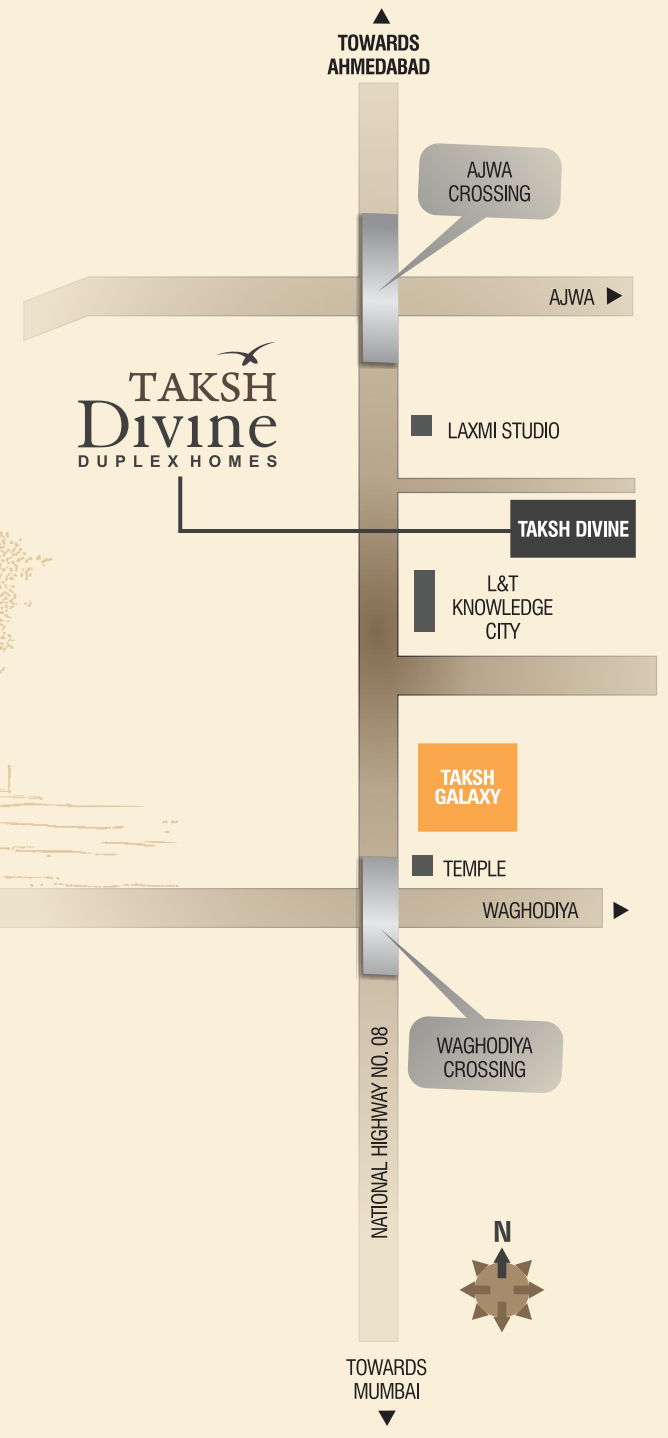 TOWARDS
AHMEDABAD
AJWA
CROSSING
AJWA
TAKSH
Divine
DUPLEX HOMES
LAXMI STUDIO
TAKSH DIVINE
L&T
KNOWLEDGE
CITY
TAKSH
GALAXY
TEMPLE
WAGHODIYA
WAGHODIYA
CROSSING
NATIONAL HIGHWAY NO. 08
N
TOWARDS
MUMBAI